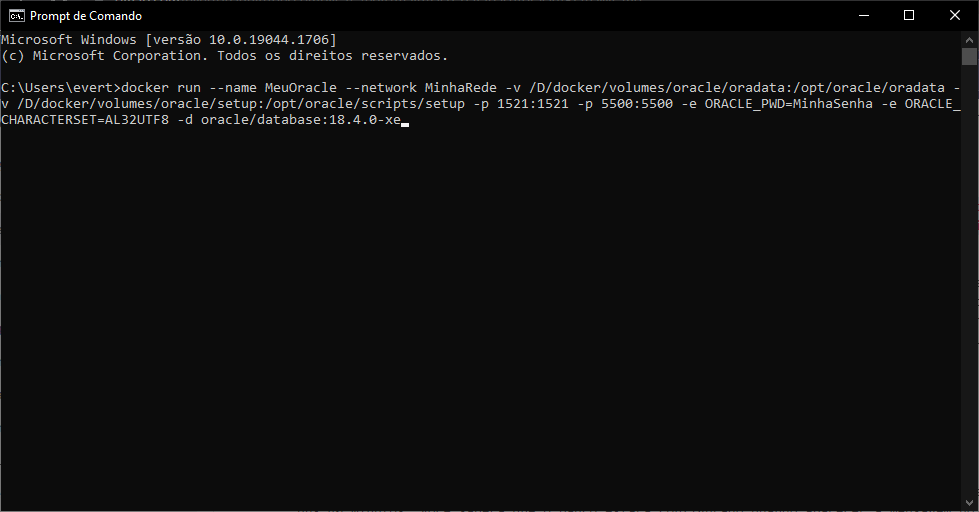 Prompt de Comando
Microsoft Windows [versão 10.0.19044.1706]
(c) Microsoft Corporation. Todos os direitos reservados.
C:\Users\evert>docker run --name MeuOracle --network MinhaRede -v /D/docker/volumes/oracle/oradata:/opt/oracle/oradata -
v /D/docker/volumes/oracle/setup:/opt/oracle/scripts/setup -p 1521:1521 -p 5500:5500 -e ORACLE_PWD=MinhaSenha -e ORACLE_
CHARACTERSET=AL32UTF8 -d oracle/database:18.4.0-xe